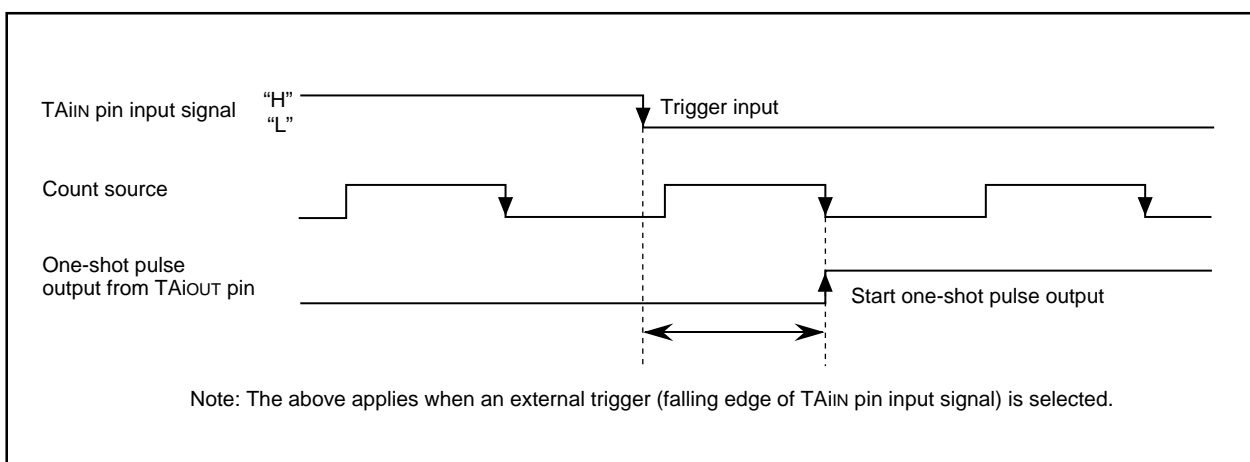 TAiIN pin input signal
“H”
“L”
Trigger input
Count source
One-shot pulse
output from TAiOUT pin
Start one-shot pulse output
Note: The above applies when an external trigger (falling edge of TAiIN pin input signal) is selected.